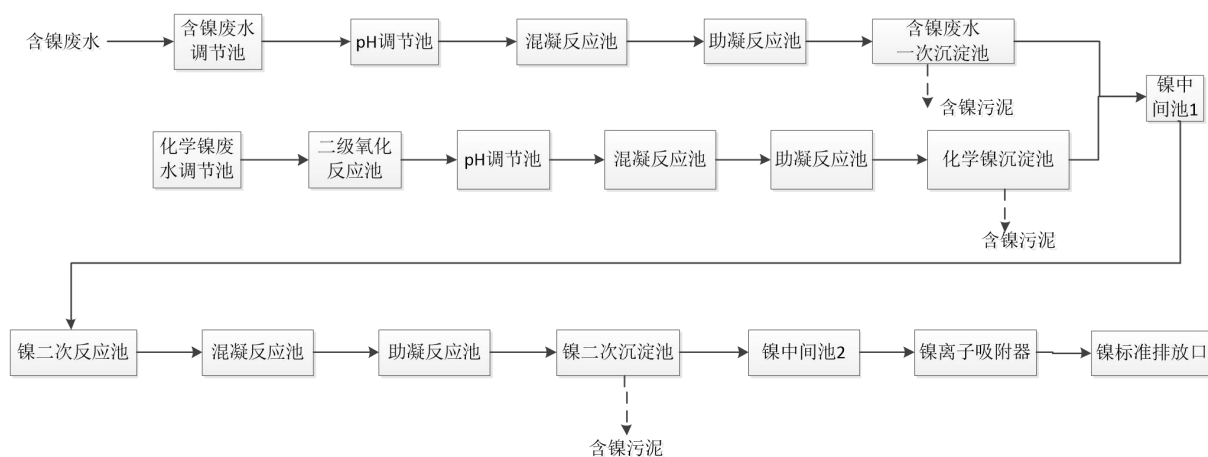 含镍废水
含镍废水
调节池
pH调节池
混凝反应池
助凝反应池
含镍废水
一次沉淀池
含镍污泥
镍中
间池1
化学镍废
水调节池
二级氧化
反应池
pH调节池
混凝反应池
助凝反应池
化学镍沉淀池
含镍污泥
镍二次反应池
混凝反应池
助凝反应池
镍二次沉淀池
镍中间池2
镍离子吸附器
镍标准排放口
含镍污泥